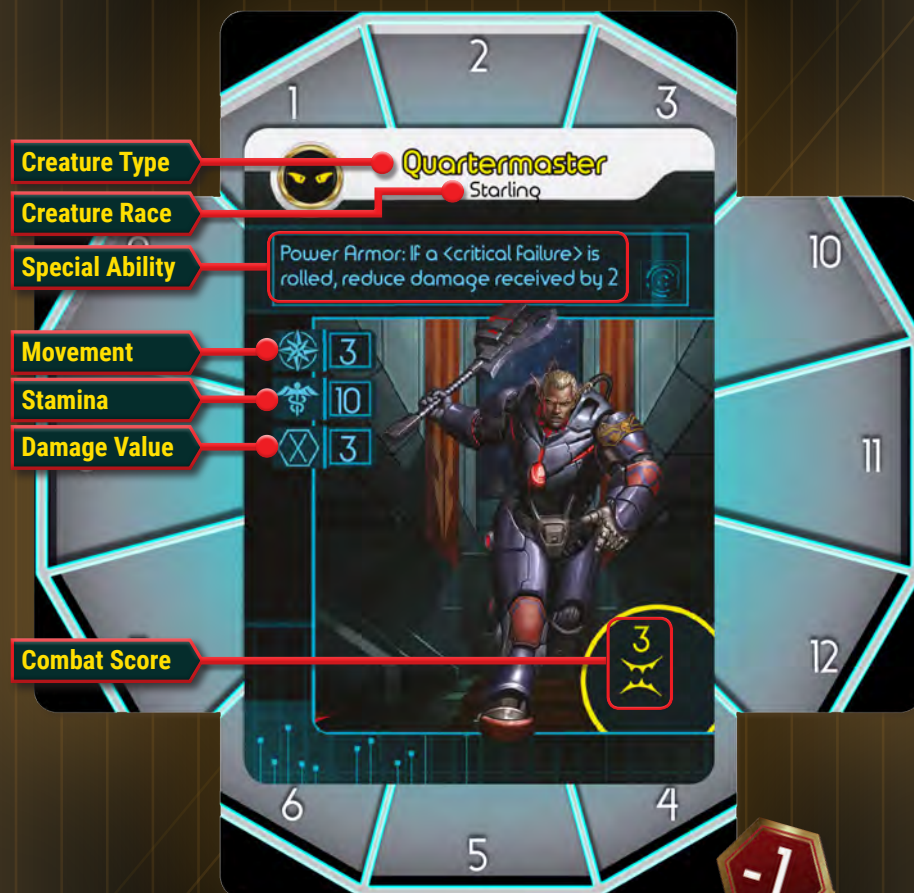 2
1
3
Creature Type
Quartermaster
Creature Race
Starling
Special Ability
Power Armor: If a <critical failure> is
rolled, reduce damage received by 2
10
Movement
3
Stamina
10
Damage Value
3
11
Combat Score
3
12
6
4
5
-1